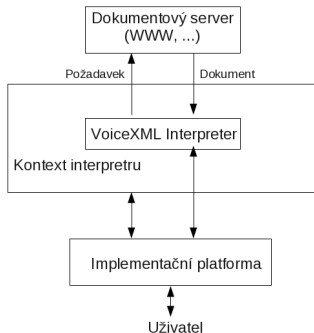 Dokumentový server
(WWW, ...)
Požadavek
Dokument
VoiceXML Interpreter
Kontext interpretru
Implementační platforma
Uživatel